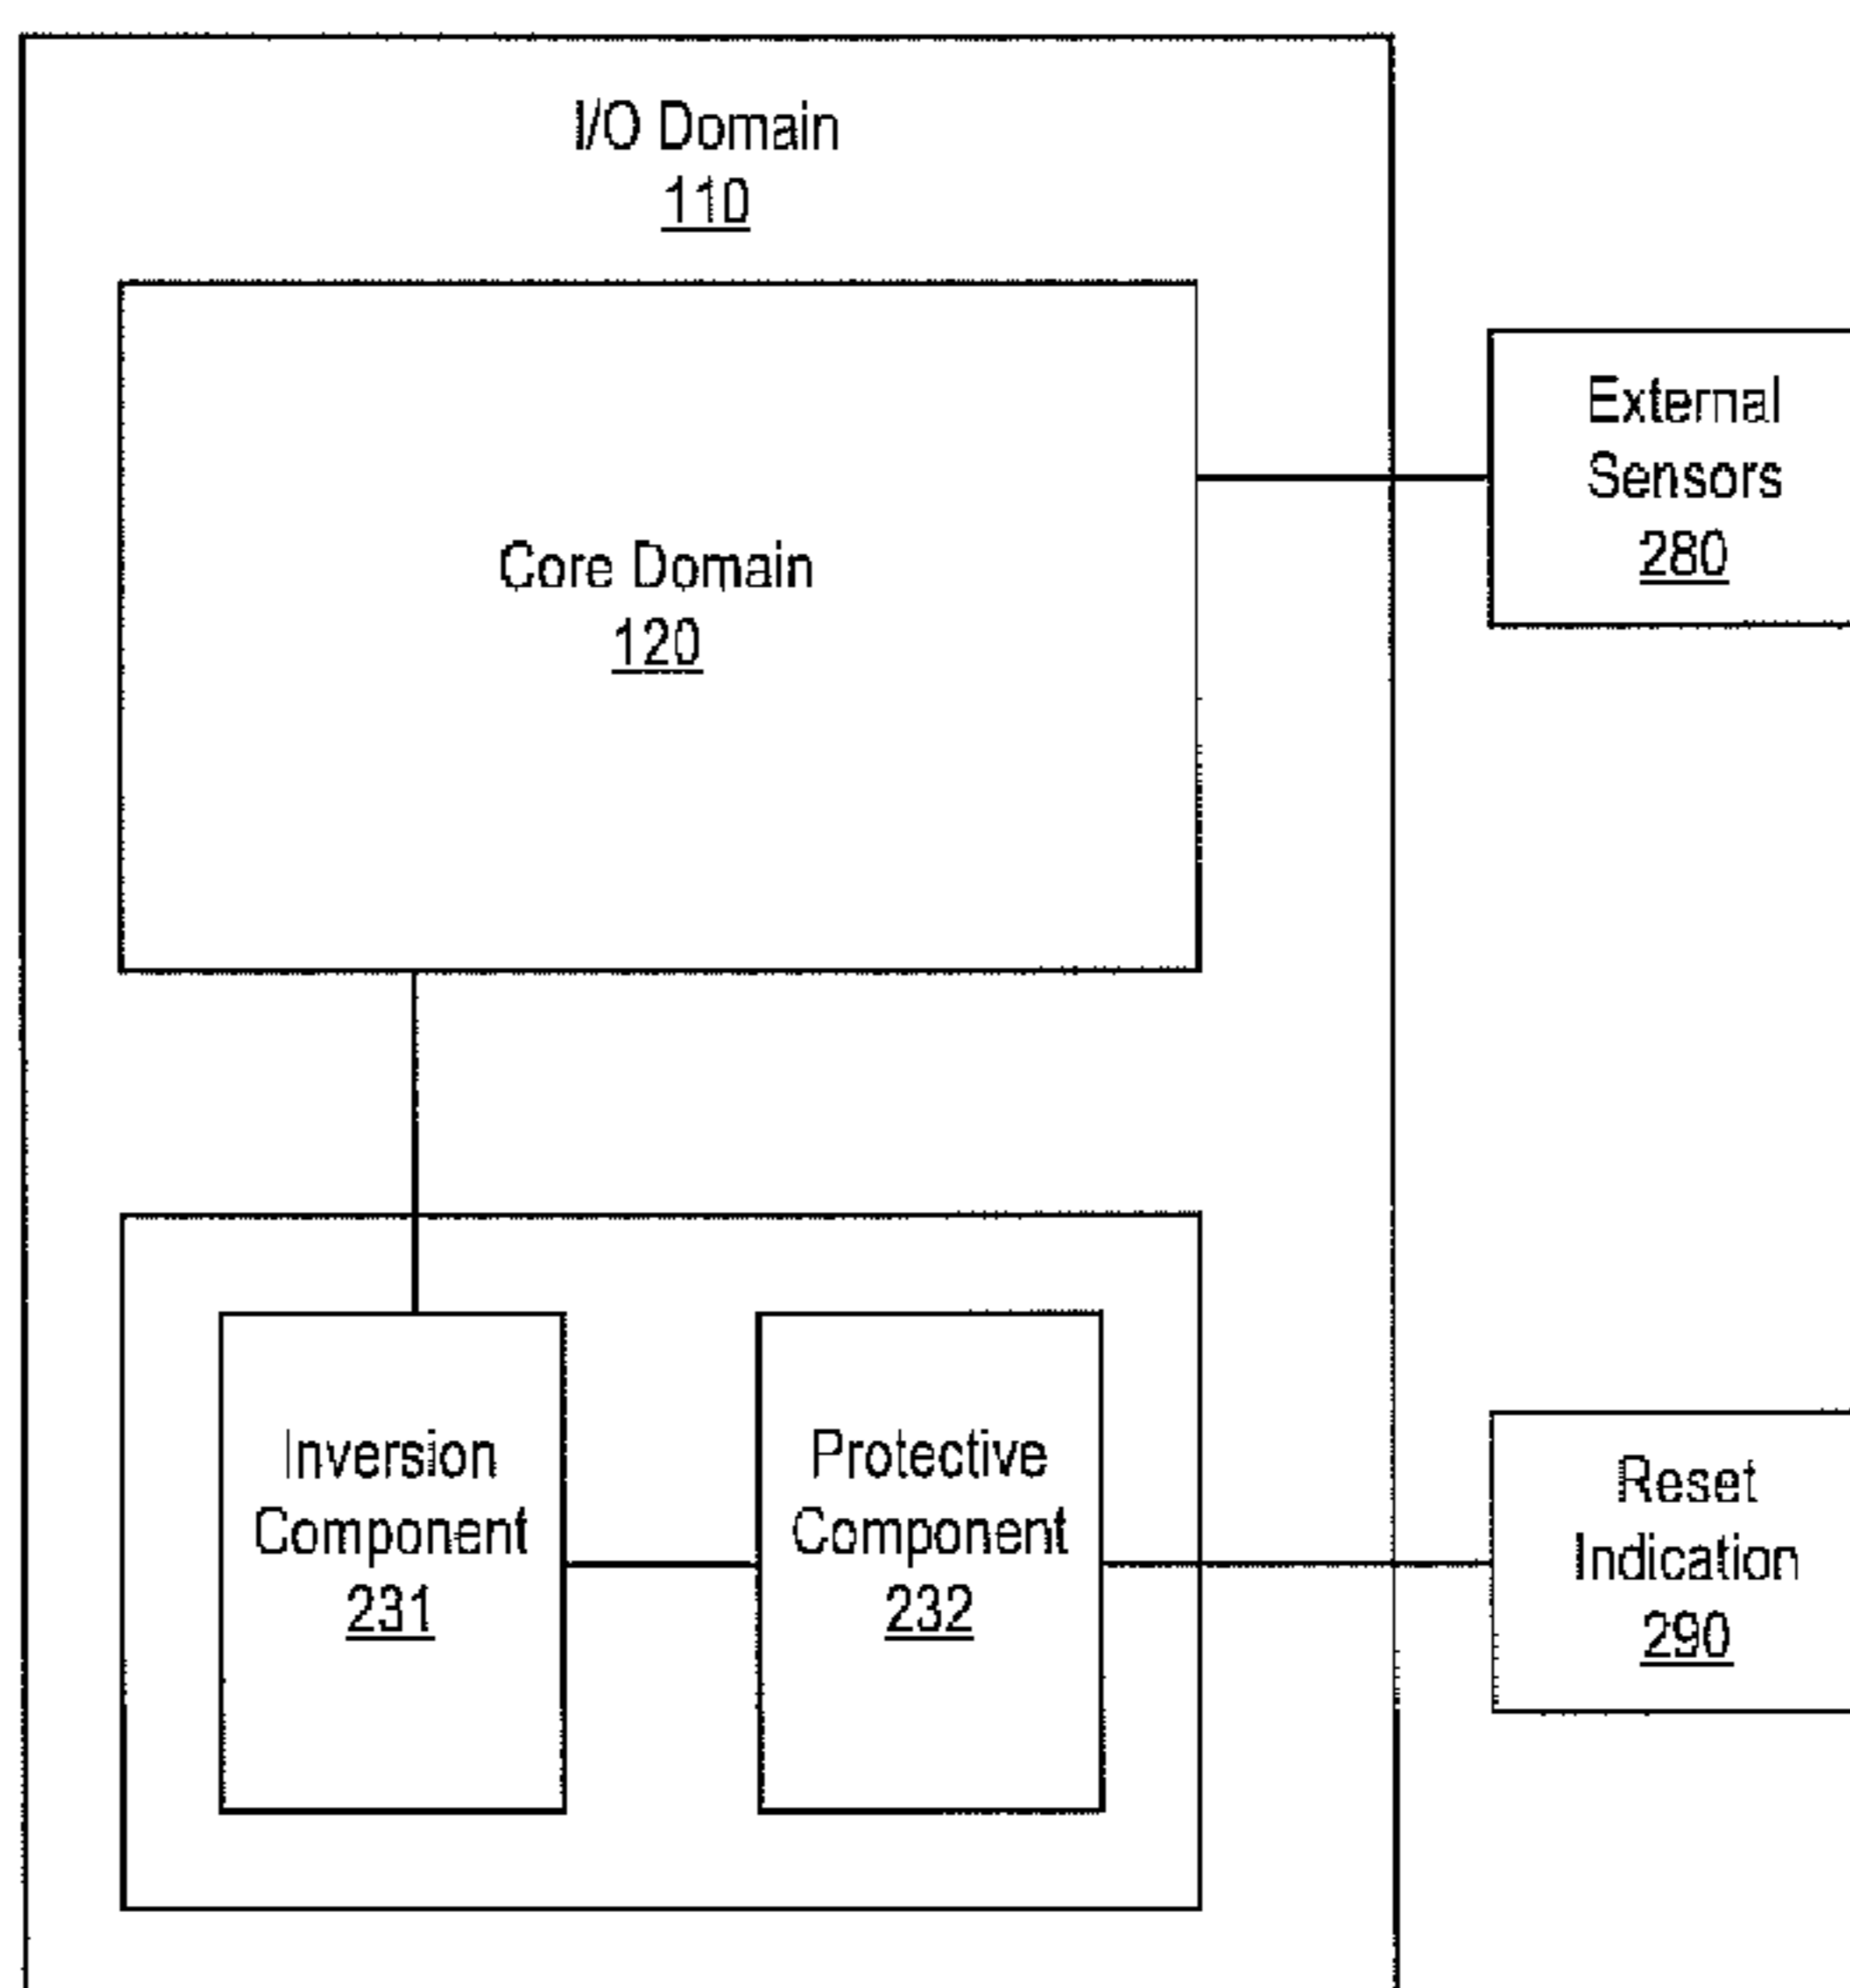 I/O Domain
110
External
Sensors
280
Core Domain
120
Inversion
Component
231
Protective
Component
232
Reset
Indication
290